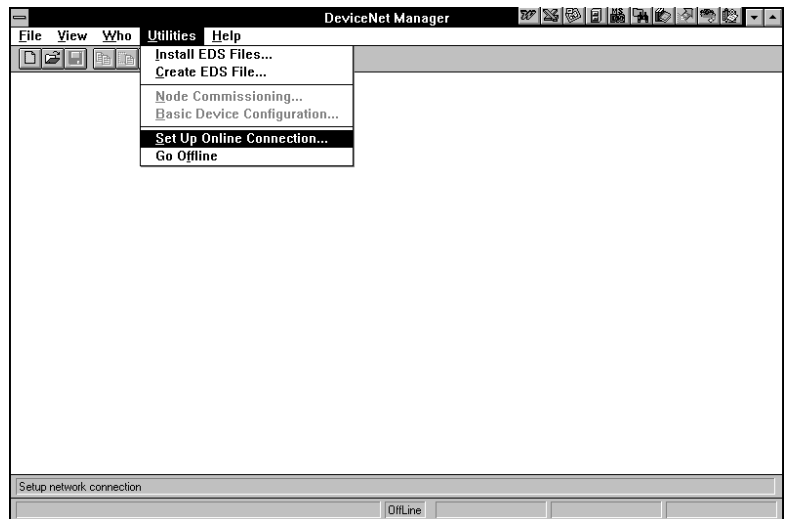 DeviceNet Manager
File View Who Utilities Help
Install EDS Files...
Create EDS File...
Node Commissioning...
Basic Device Configuration...
Set Up Online Connection...
Go Offline
Setup network connection
OffLine